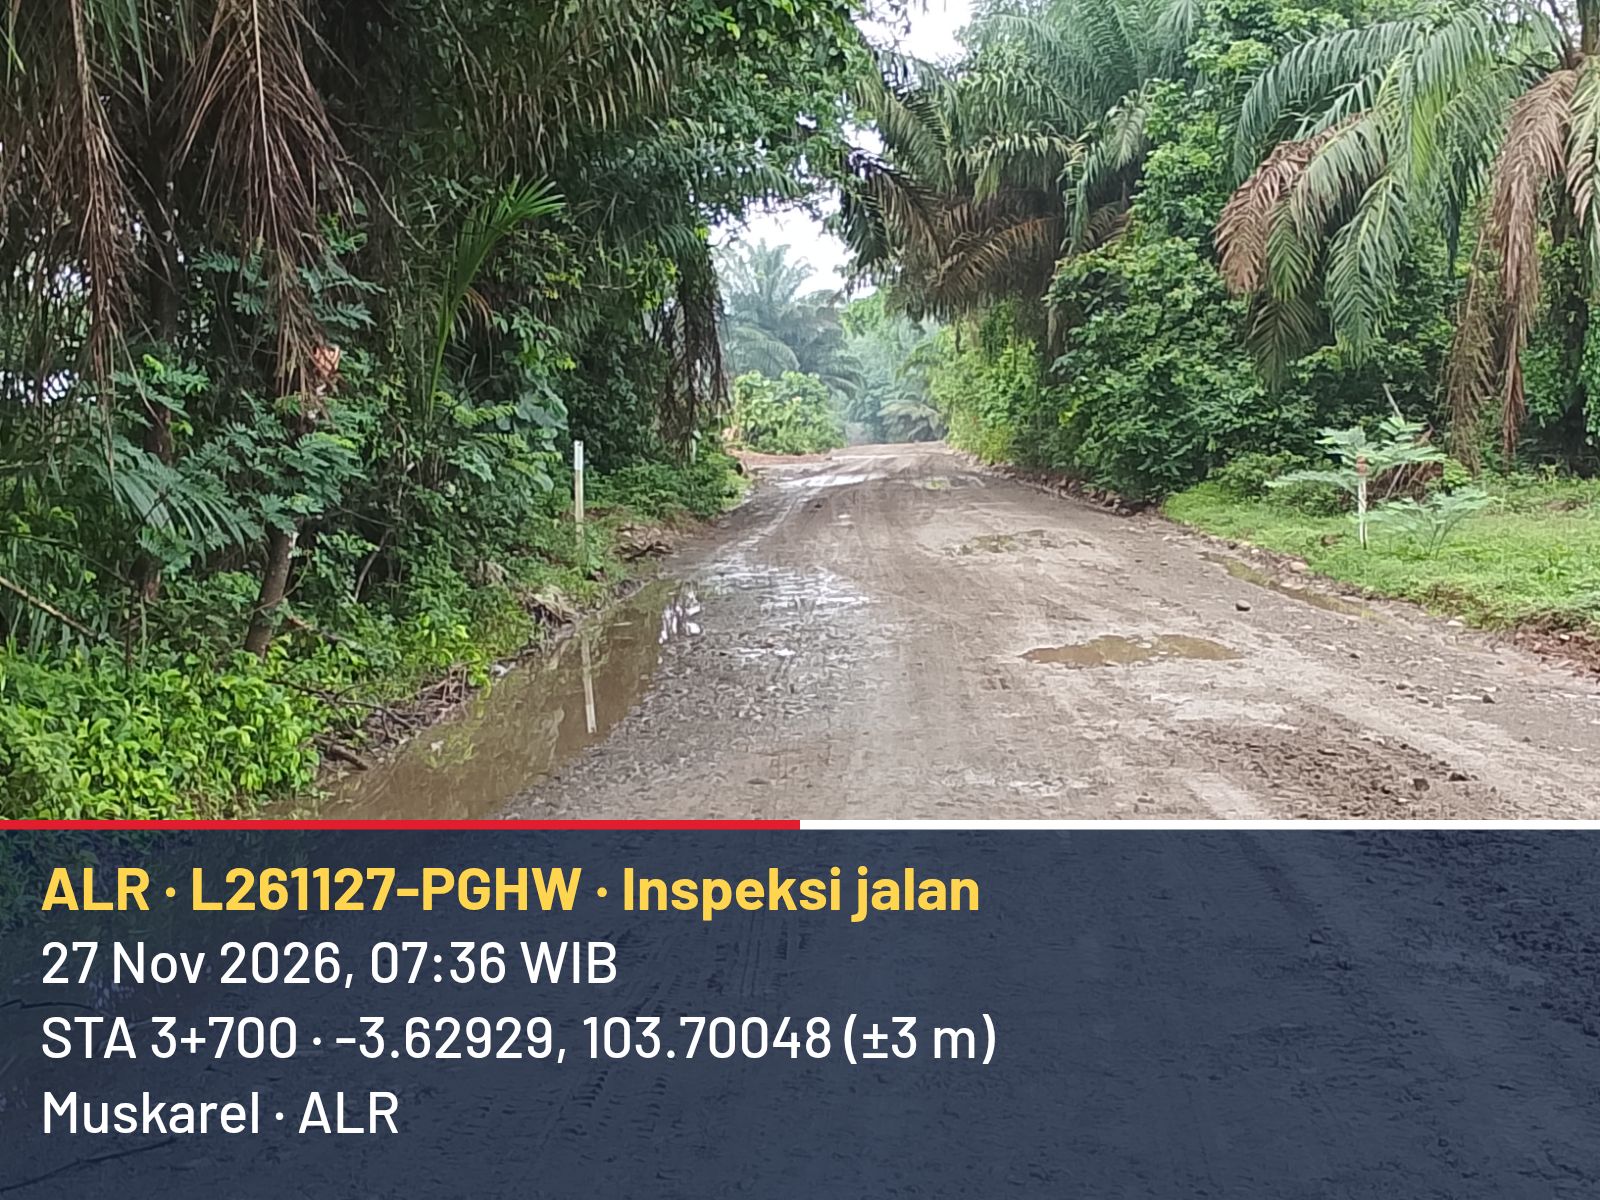 ALR · L261127-PGHW · Inspeksi jalan
27 Nov 2026, 07:36 WIB
STA 3+700 · -3.62929, 103.70048 (±3 m)
Muskarel · ALR